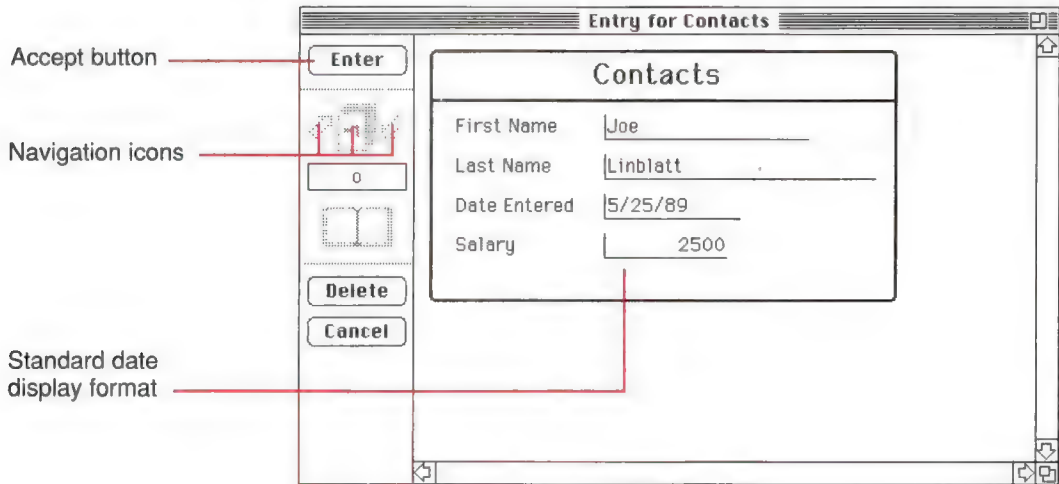 Entry for Contacts
Accept button
Enter
Contacts
First Name Joe
Navigation icons
Last Name Linblatt
0
Date Entered 5/25/89
Salary 2500
Delete
Cancel
Standard date
display format